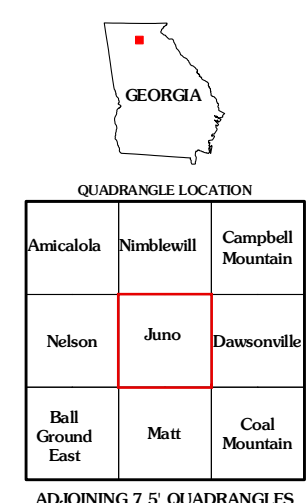 GEORGIA
QUADRANGLE LOCATION
Amicalola
Nimblewill
Campbell
Mountain
Nelson
Juno
Dawsonville
Ball
Ground
East
Matt
Coal
Mountain
ADJOINING 7.5' QUADRANGLES